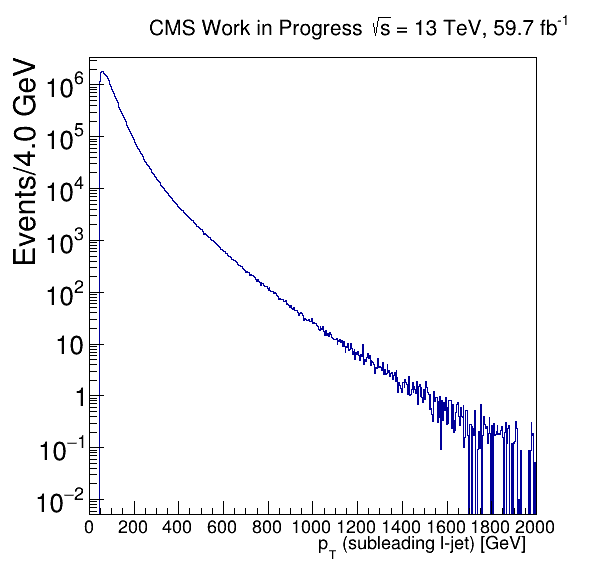 CMS Work in Progress √s = 13 TeV, 59.7 fb⁻¹
Events/4.0 GeV
10⁶
10⁵
10⁴
10³
10²
10
1
10⁻¹
10⁻²
0 200 400 600 800 1000 1200 1400 1600 1800 2000
p_T (subleading l-jet) [GeV]